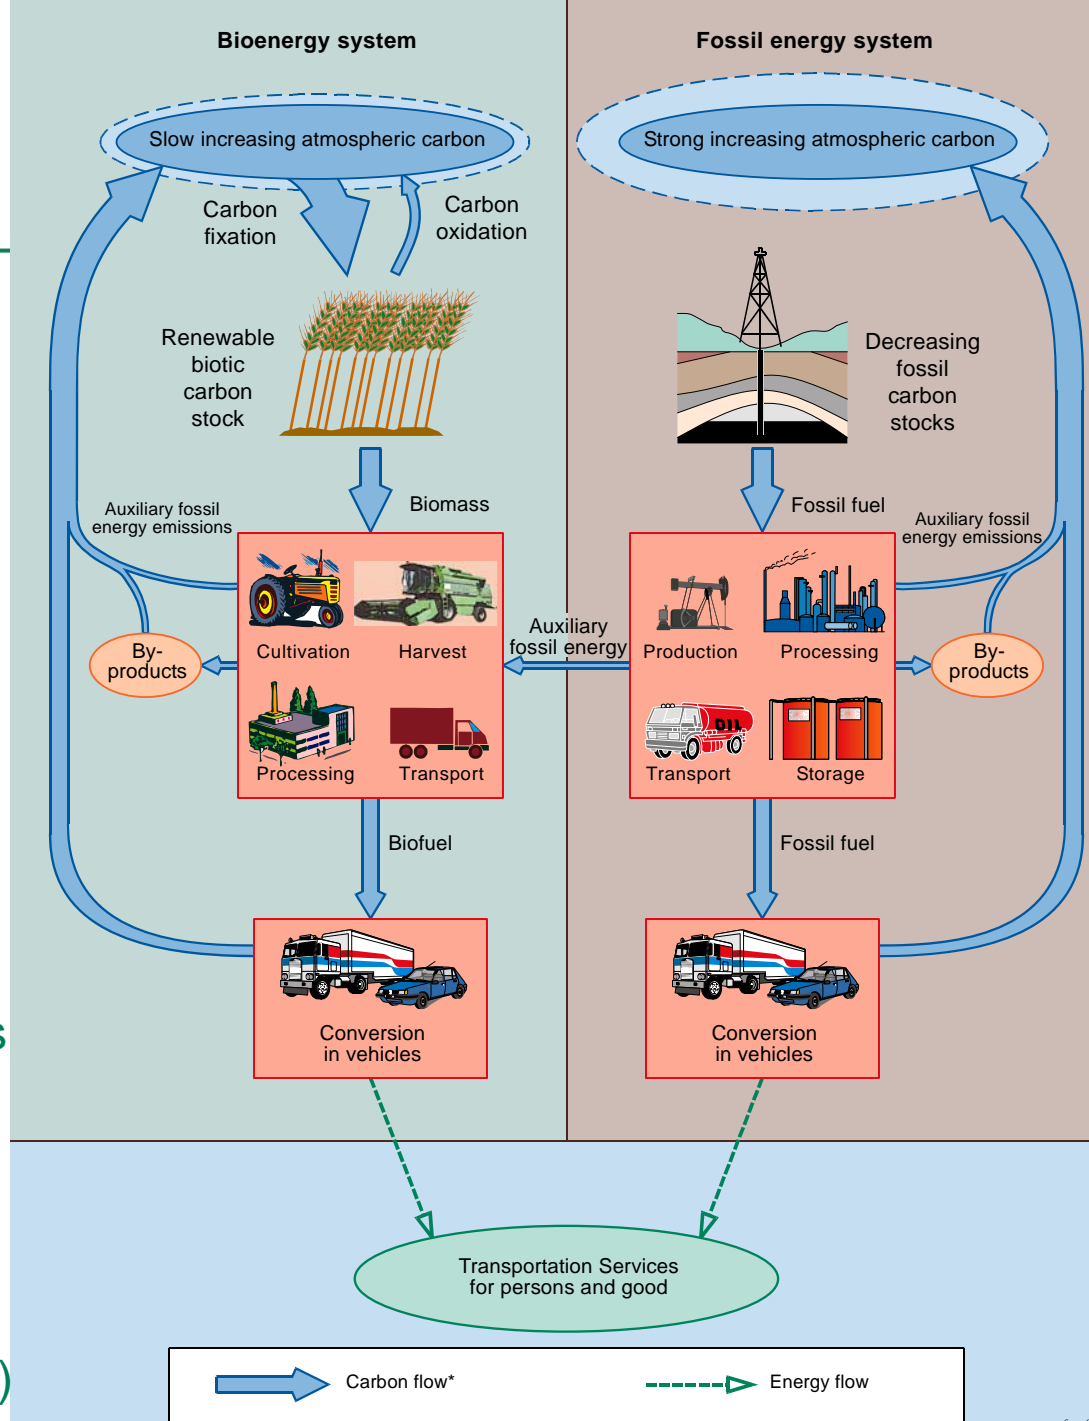 Bioenergy system
Fossil energy system
Slow increasing atmospheric carbon
Strong increasing atmospheric carbon
Carbon
fixation
Carbon
oxidation
Renewable
biotic
carbon
stock
Decreasing
fossil
carbon
stocks
Biomass
Fossil fuel
Auxiliary fossil
energy emissions
Auxiliary fossil
energy emissions
Cultivation
Harvest
Processing
Transport
By-
products
Auxiliary
fossil energy
Production
Processing
OIL
Transport
Storage
By-
products
Biofuel
Fossil fuel
Conversion
in vehicles
Conversion
in vehicles
s
Transportation Services
for persons and good
)
Carbon flow*
Energy flow